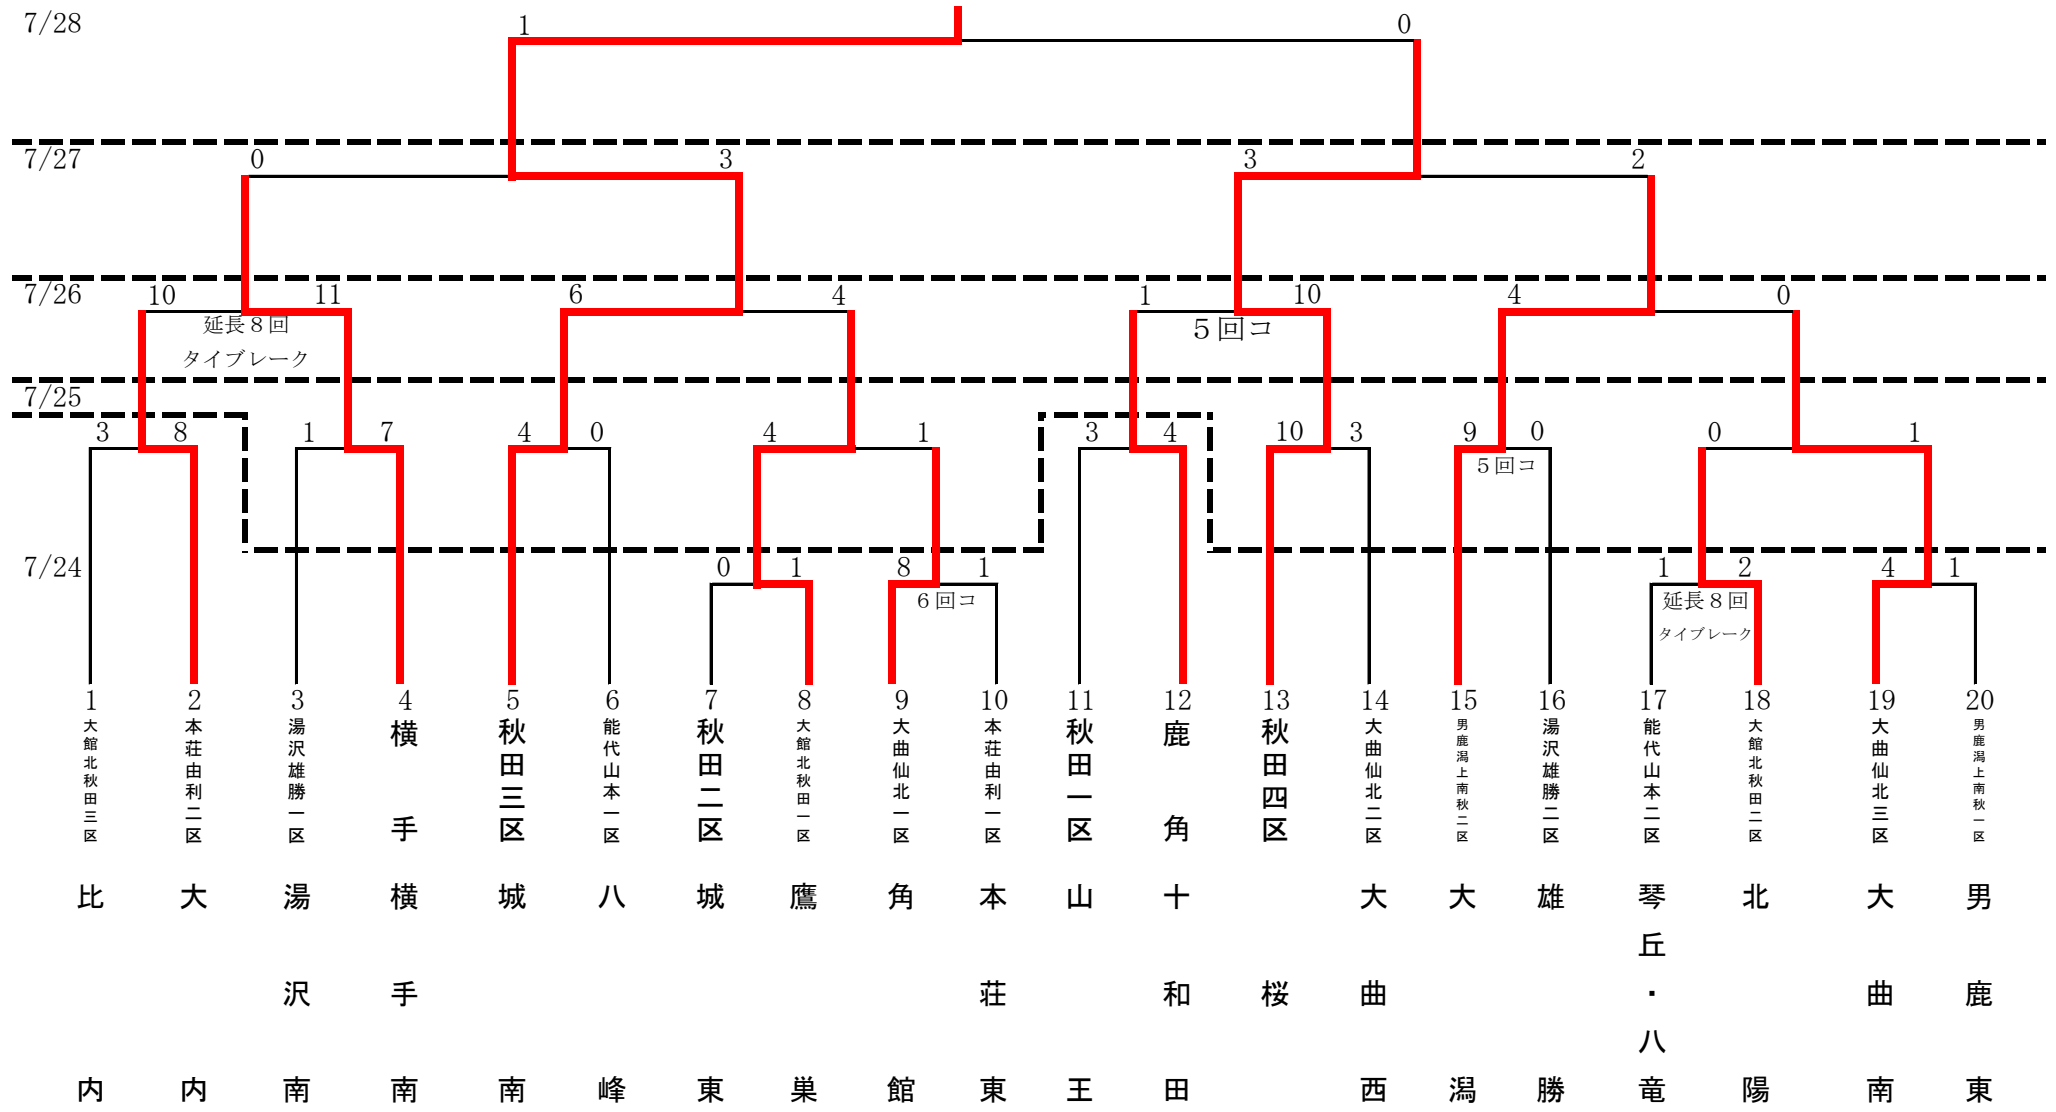 7/28
1
0
7/27
0
3
3
2
7/26
10
11
6
4
1
10
4
0
延長８回
タイブレーク
５回コ
7/25
3
8
1
7
4
0
4
1
3
4
10
3
9
0
0
1
５回コ
7/24
0
1
8
1
1
2
4
1
６回コ
延長８回
タイブレーク
1
2
3
4
5
6
7
8
9
10
11
12
13
14
15
16
17
18
19
20
大館北秋田三区
本荘由利二区
湯沢雄勝一区
横手
秋田三区
能代山本一区
秋田二区
大館北秋田一区
大曲仙北一区
本荘由利一区
秋田一区
鹿角
秋田四区
大曲仙北二区
男鹿潟上南秋二区
湯沢雄勝二区
能代山本二区
大館北秋田二区
大曲仙北三区
男鹿潟上南秋一区
比内
大内
湯沢南
横手南
城南
八峰
城東
鷹巣
角館
本荘東
山王
十和田
桜
大曲西
大潟
雄勝
琴丘・八竜
北陽
大曲南
男鹿東